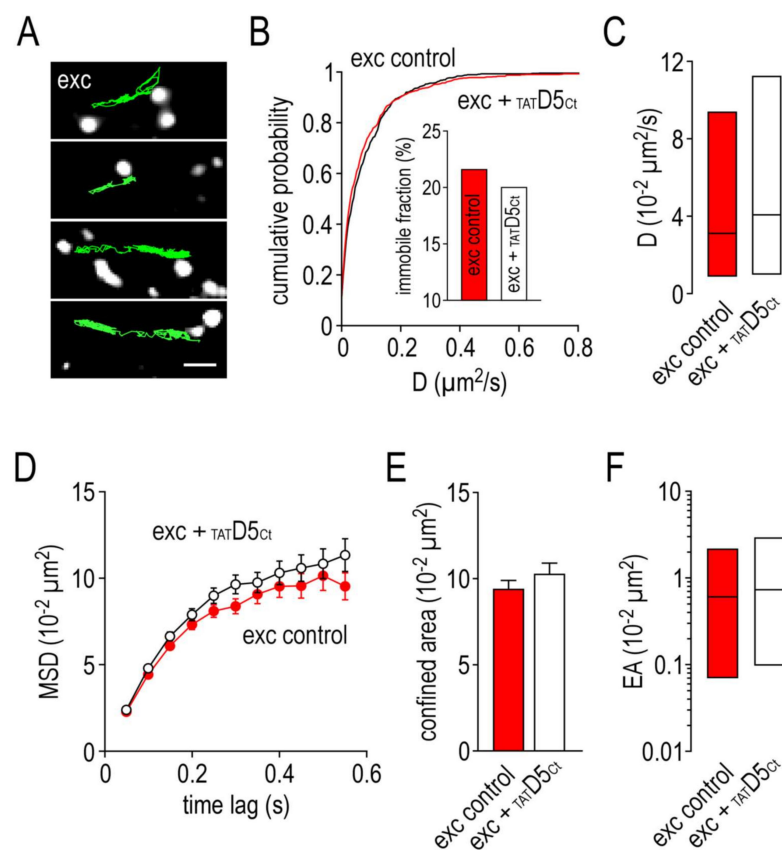 A
exc
B
exc control
exc + TATD5Ct
cumulative probability
1
0.8
0.6
0.4
0.2
0
0
0.2
0.4
0.6
0.8
D (µm²/s)
immobile fraction (%)
25
20
15
10
exc control
exc + TATD5Ct
C
D (10⁻² µm²/s)
12
8
4
0
exc control
exc + TATD5Ct
D
MSD (10⁻² µm²)
15
10
5
0
exc + TATD5Ct
exc control
0
0.2
0.4
0.6
time lag (s)
E
confined area (10⁻² µm²)
15
10
5
0
exc control
exc + TATD5Ct
F
EA (10⁻² µm²)
10
1
0.1
0.01
exc control
exc + TATD5Ct